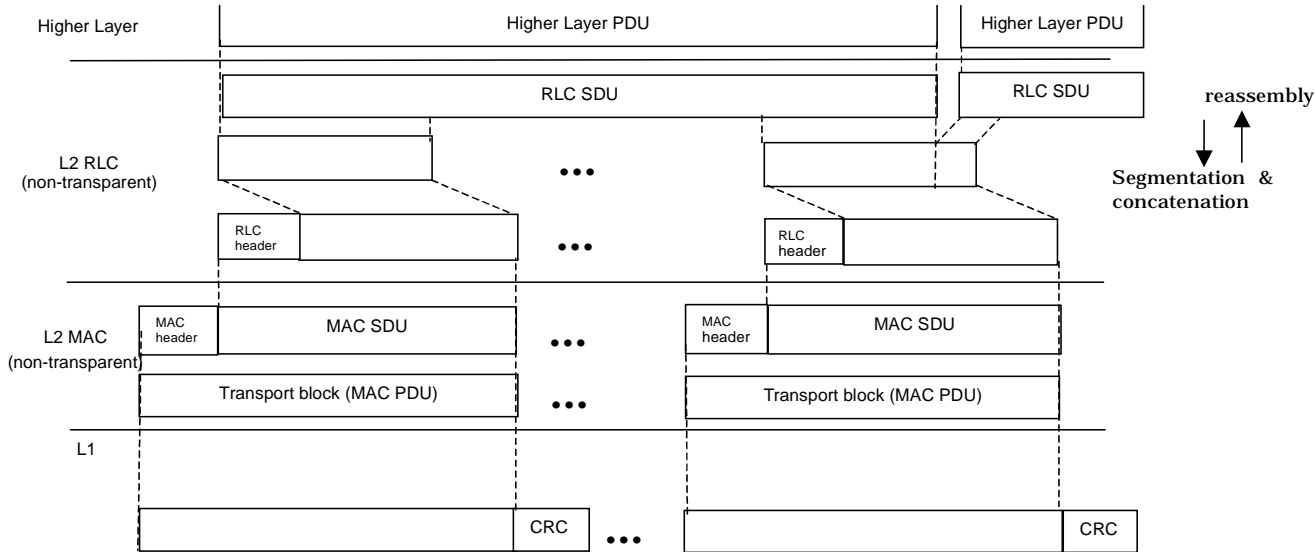 Higher Layer
Higher Layer PDU
Higher Layer PDU
RLC SDU
RLC SDU
reassembly
L2 RLC
(non-transparent)
•••
Segmentation &
concatenation
RLC
header
•••
RLC
header
L2 MAC
(non-transparent)
MAC
header
MAC SDU
•••
MAC
header
MAC SDU
Transport block (MAC PDU)
•••
Transport block (MAC PDU)
L1
CRC
•••
CRC